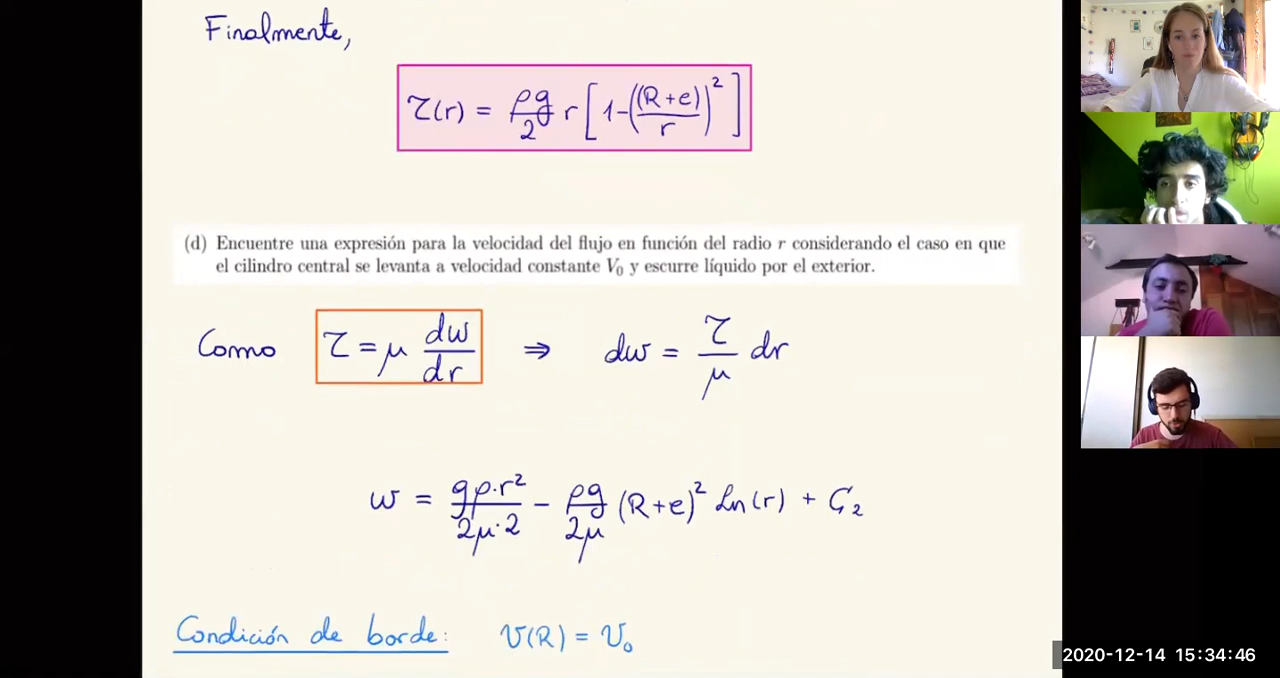 Finalmente,
τ(r) = ρg/2 r [1-((R+e)/r)²]
(d) Encuentre una expresión para la velocidad del flujo en función del radio r considerando el caso en que
el cilindro central se levanta a velocidad constante V₀ y escurre líquido por el exterior.
Como τ = μ dw/dr ⇒ dw = τ/μ dr
w = gρ·r²/2μ·2 - ρg/2μ (R+e)² Ln(r) + C₂
Condición de borde: v(R) = v₀
2020-12-14 15:34:46